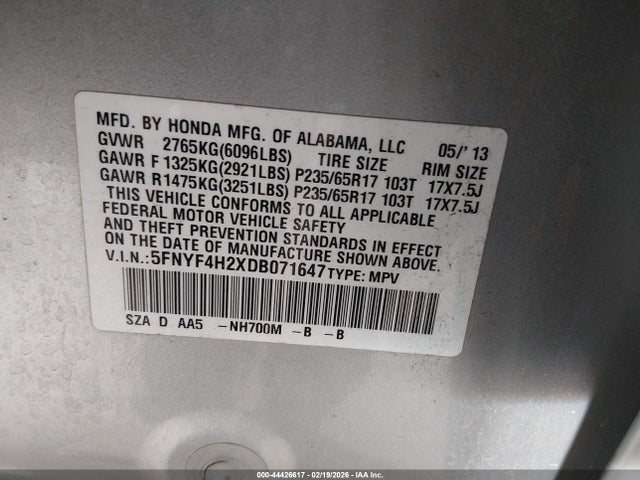 MFD. BY HONDA MFG. OF ALABAMA, LLC 05/' 13
GVWR 2765KG(6096LBS) TIRE SIZE RIM SIZE
GAWR F 1325KG(2921LBS) P235/65R17 103T 17X7.5J
GAWR R 1475KG(3251LBS) P235/65R17 103T 17X7.5J
THIS VEHICLE CONFORMS TO ALL APPLICABLE
FEDERAL MOTOR VEHICLE SAFETY
AND THEFT PREVENTION STANDARDS IN EFFECT
ON THE DATE OF MANUFACTURE SHOWN ABOVE.
V.I.N.:5FNYF4H2XDB071647 TYPE: MPV
SZA D AA5 -NH700M -B -B
000-44426617 - 02/19/2026 - IAA Inc.